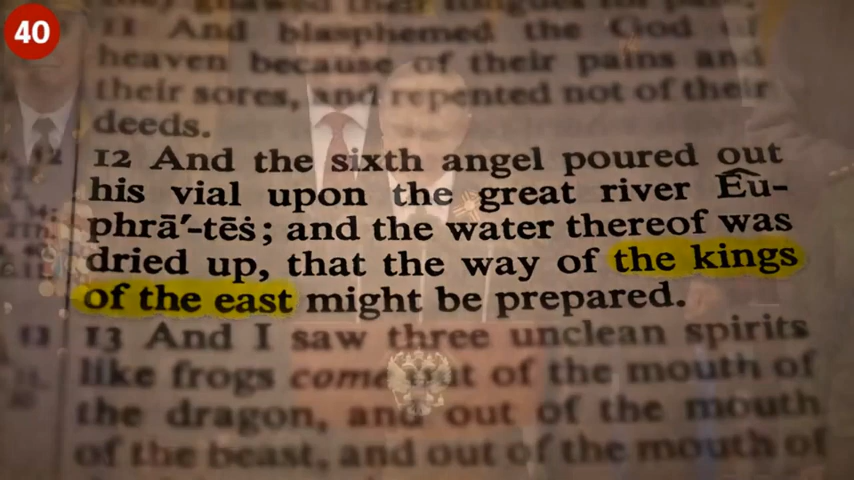 40
11 And blasphemed the God of
heaven because of their pains and
their sores, and repented not of their
deeds.
12 And the sixth angel poured out
his vial upon the great river Êū-
phrā′-tēṡ; and the water thereof was
dried up, that the way of the kings
of the east might be prepared.
13 And I saw three unclean spirits
like frogs come out of the mouth of
the dragon, and out of the mouth
of the beast, and out of the mouth of